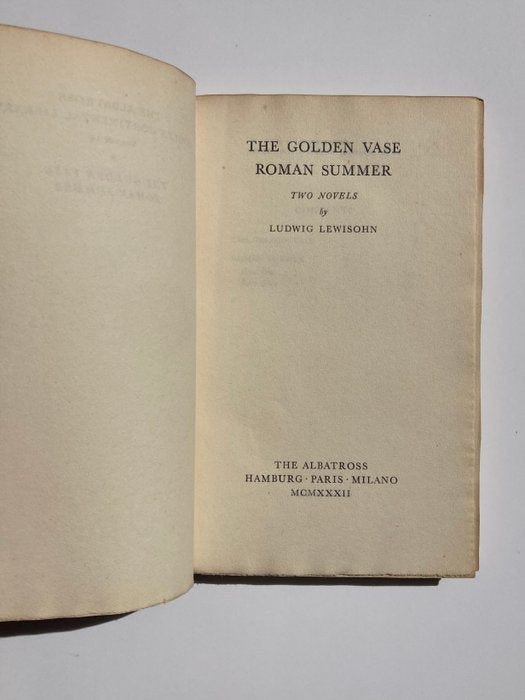 THE GOLDEN VASE
ROMAN SUMMER
TWO NOVELS
by
LUDWIG LEWISOHN
THE ALBATROSS
HAMBURG · PARIS · MILANO
MCMXXXII